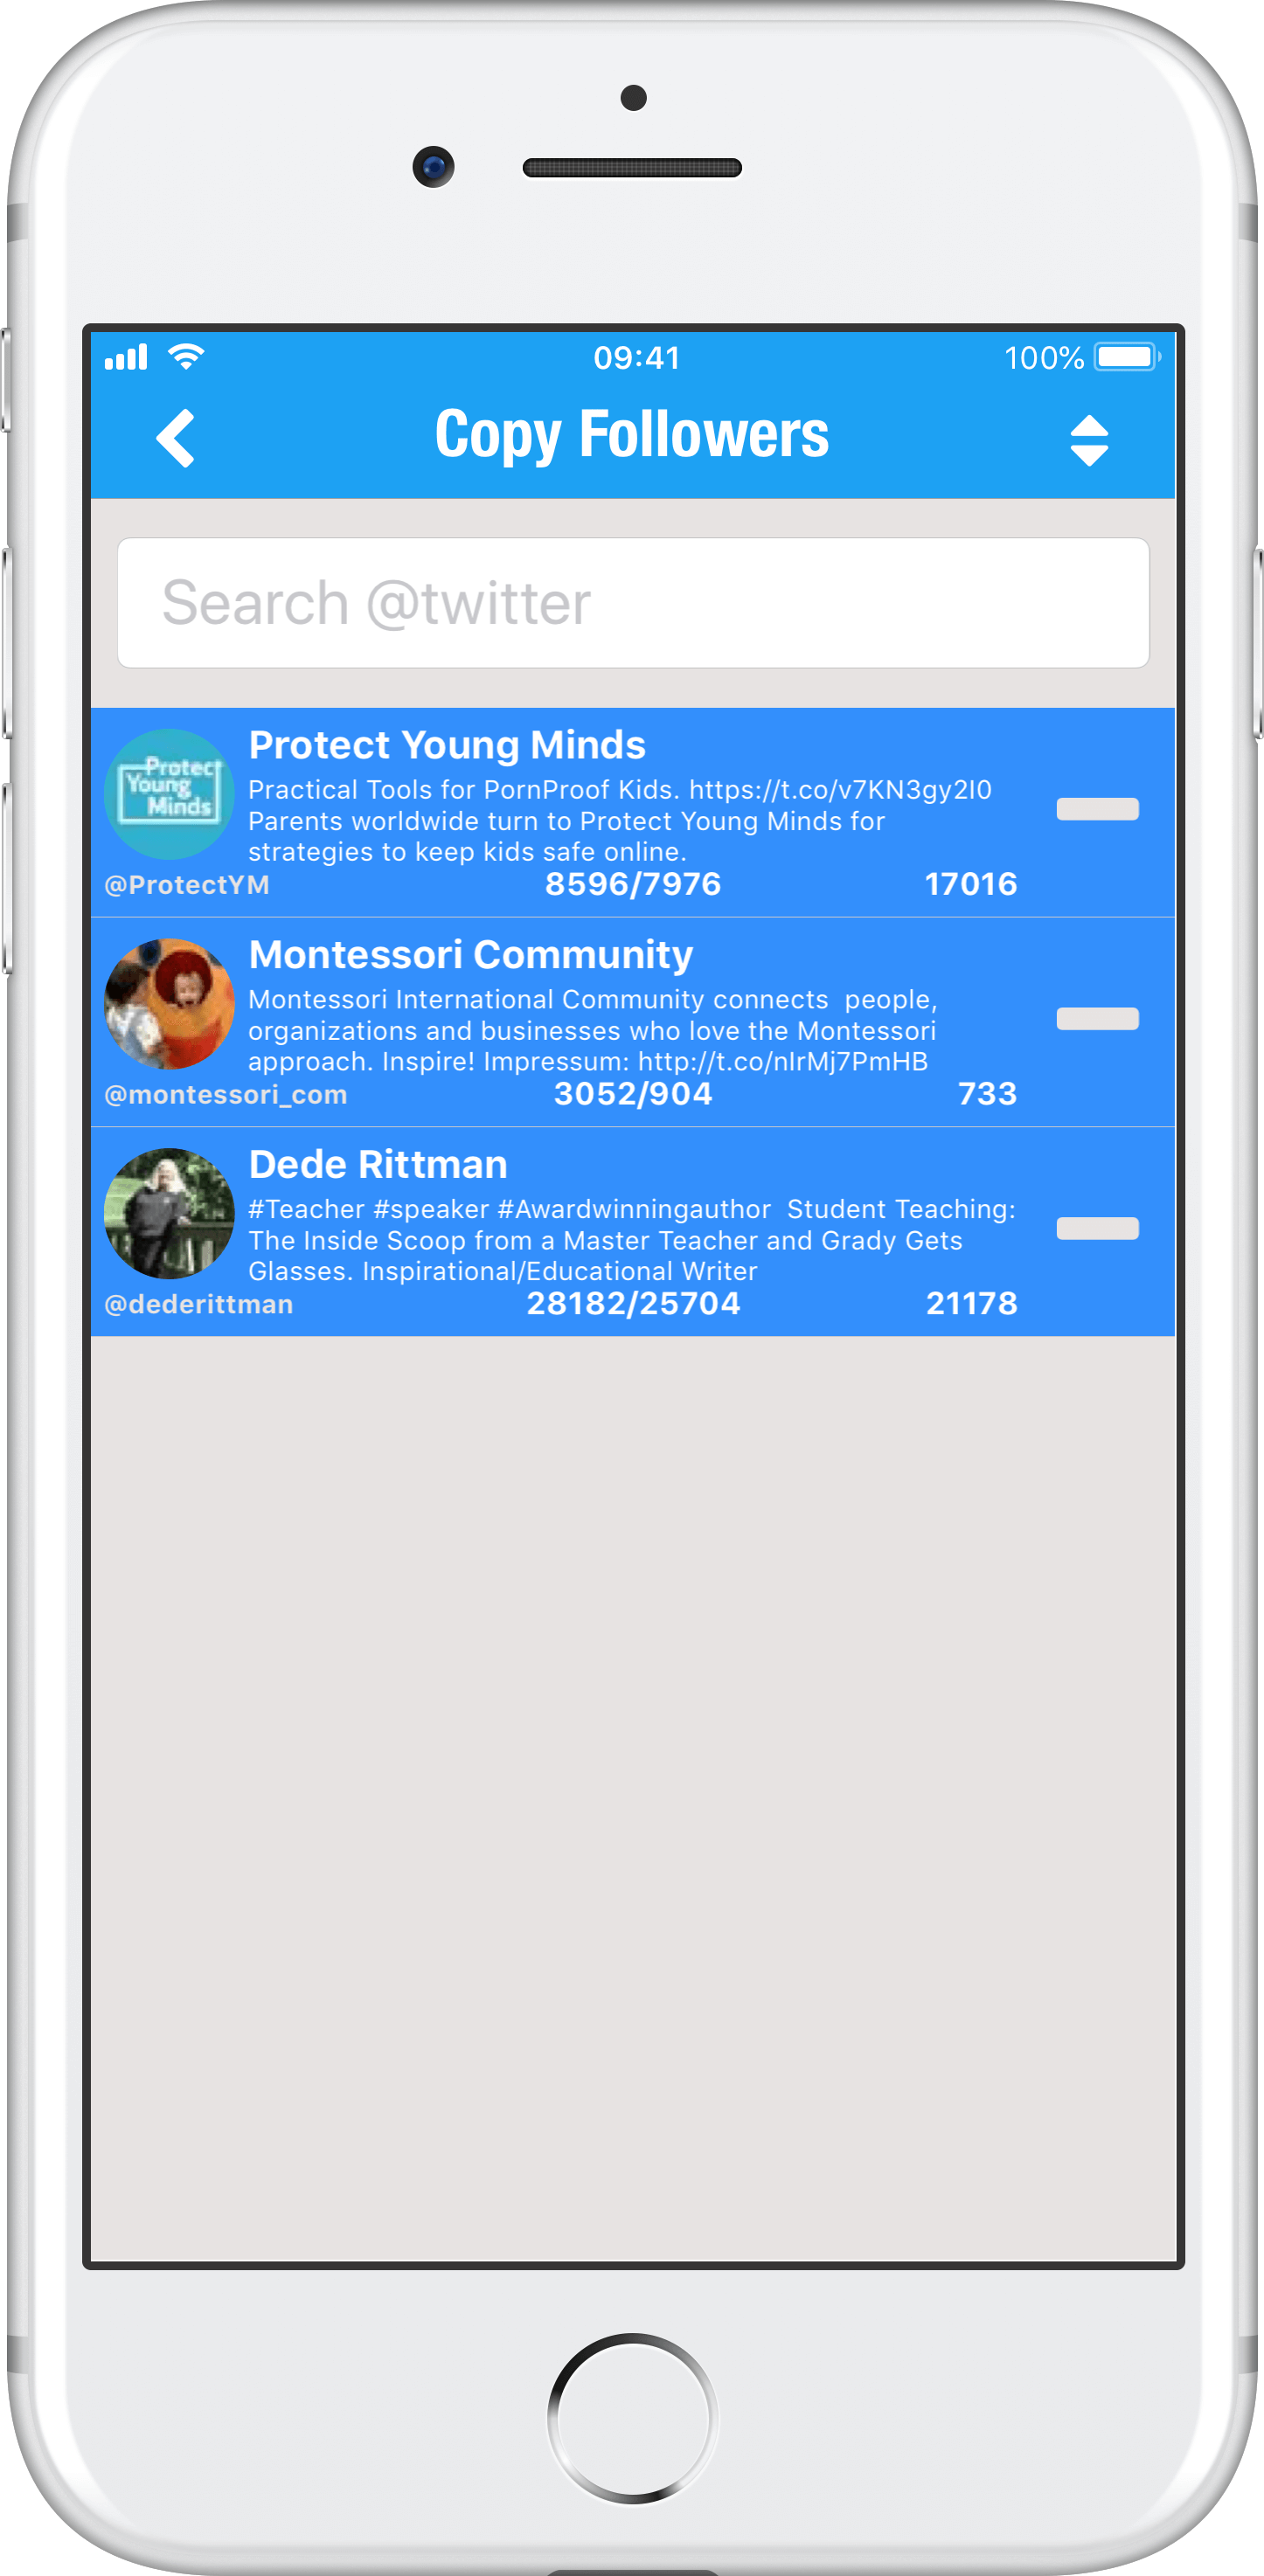 09:41
100%
Copy Followers
Search @twitter
Protect Young Minds
Protect
Young
Minds
Practical Tools for PornProof Kids. https://t.co/v7KN3gy2I0
Parents worldwide turn to Protect Young Minds for
strategies to keep kids safe online.
@ProtectYM 8596/7976 17016
Montessori Community
Montessori International Community connects  people,
organizations and businesses who love the Montessori
approach. Inspire! Impressum: http://t.co/nIrMj7PmHB
@montessori_com 3052/904 733
Dede Rittman
#Teacher #speaker #Awardwinningauthor  Student Teaching:
The Inside Scoop from a Master Teacher and Grady Gets
Glasses. Inspirational/Educational Writer
@dederittman 28182/25704 21178